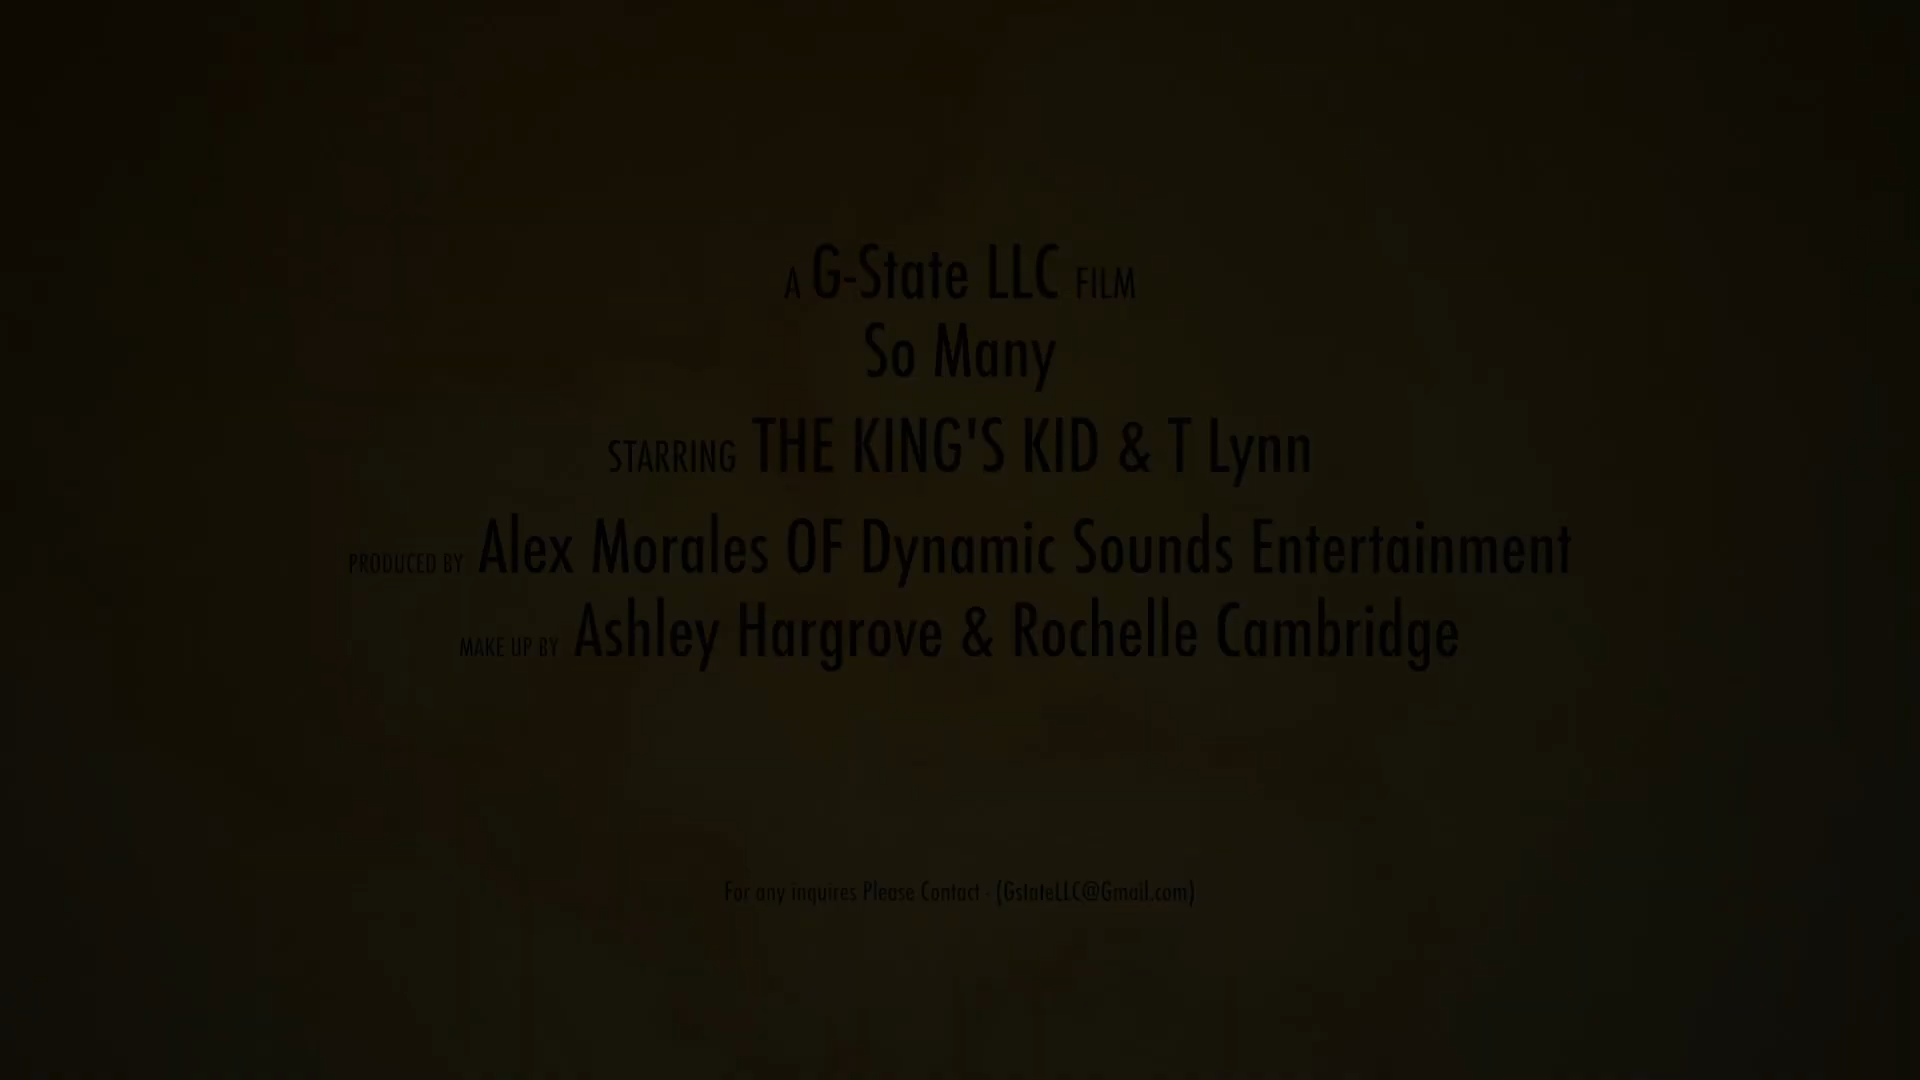 A G-State LLC FILM
So Many
STARRING THE KING'S KID & T Lynn
PRODUCED BY Alex Morales OF Dynamic Sounds Entertainment
MAKE UP BY Ashley Hargrove & Rochelle Cambridge
For any inquires Please Contact - (GstateLLC@Gmail.com)